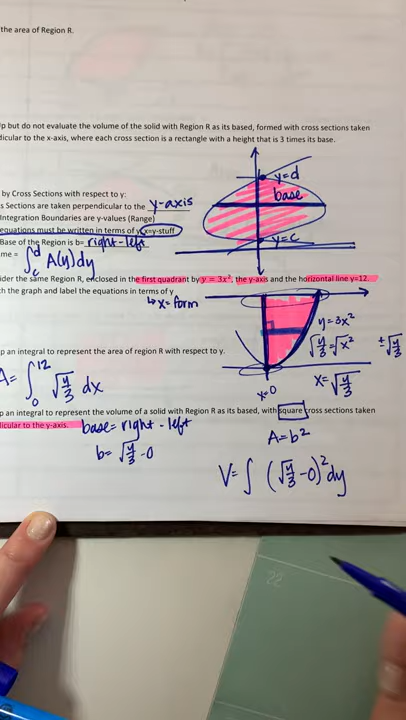 the area of Region R.
p but do not evaluate the volume of the solid with Region R as its based, formed with cross sections taken
dicular to the x-axis, where each cross section is a rectangle with a height that is 3 times its base.
y=d
by Cross Sections with respect to y:
base
s Sections are taken perpendicular to the y-axis
Integration Boundaries are y-values (Range)
equations must be written in terms of y x=y-stuff
Base of the Region is b= right-left
y=c
me = ∫ d c A(y)dy
ider the same Region R, enclosed in the first quadrant by y = 3x², the y-axis and the horizontal line y=12.
h the graph and label the equations in terms of y
↳ x= form
y=3x²
√y/3=√x² ±√y/3
p an integral to represent the area of region R with respect to y.
x=0 x=√y/3
A= ∫ 12 0 √y/3 dx
p an integral to represent the volume of a solid with Region R as its based, with square cross sections taken
dicular to the y-axis. base= right - left
A=b²
b= √y/3 -0
V= ∫ (√y/3 -0)² dy